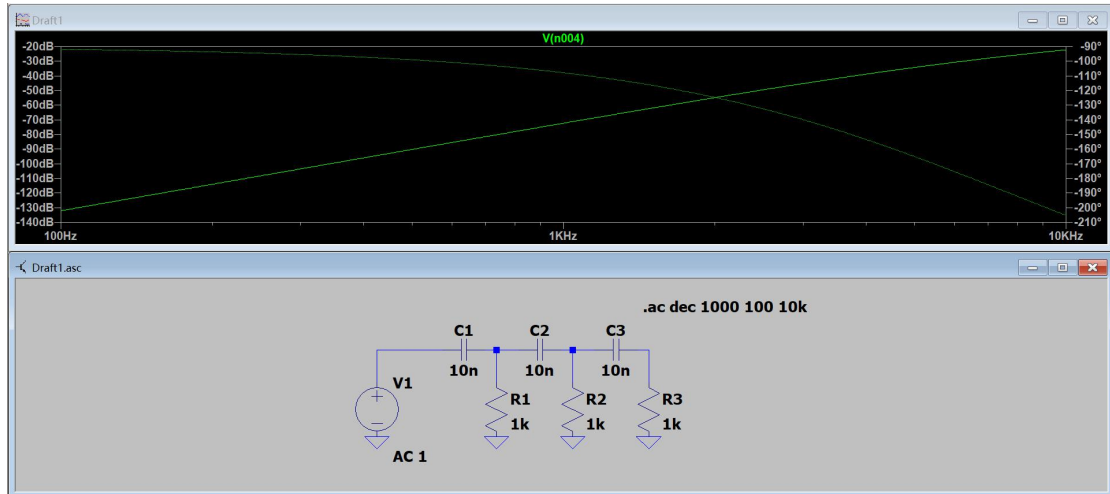 Draft1
V(n004)
-20dB
-30dB
-40dB
-50dB
-60dB
-70dB
-80dB
-90dB
-100dB
-110dB
-120dB
-130dB
-140dB
-90°
-100°
-110°
-120°
-130°
-140°
-150°
-160°
-170°
-180°
-190°
-200°
-210°
100Hz
1KHz
10KHz
Draft1.asc
.ac dec 1000 100 10k
C1
C2
C3
10n
10n
10n
V1
R1
R2
R3
1k
1k
1k
AC 1